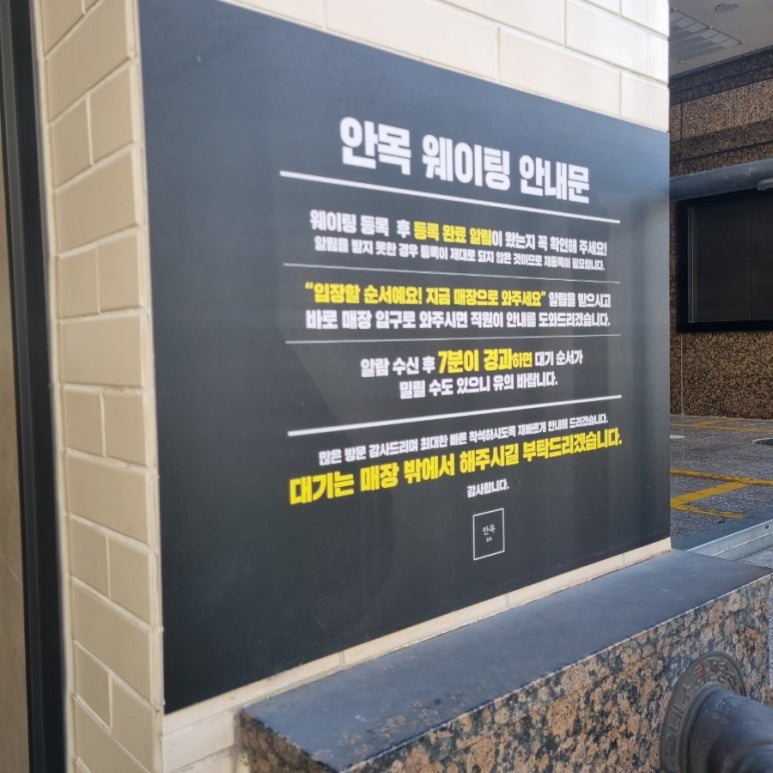 안목 웨이팅 안내문
웨이팅 등록 후 등록 완료 알림이 왔는지 꼭 확인해 주세요!
알림을 받지 못한 경우 등록이 제대로 되지 않은 것이므로 재등록이 필요합니다.
“입장할 순서예요! 지금 매장으로 와주세요” 알림을 받으시고
바로 매장 입구로 와주시면 직원이 안내를 도와드리겠습니다.
알람 수신 후 7분이 경과하면 대기 순서가
밀릴 수도 있으니 유의 바랍니다.
많은 방문 감사드리며 최대한 바른 착석하시도록 재빠르게 안내해 드리겠습니다.
대기는 매장 밖에서 해주시길 부탁드리겠습니다.
감사합니다.
안목